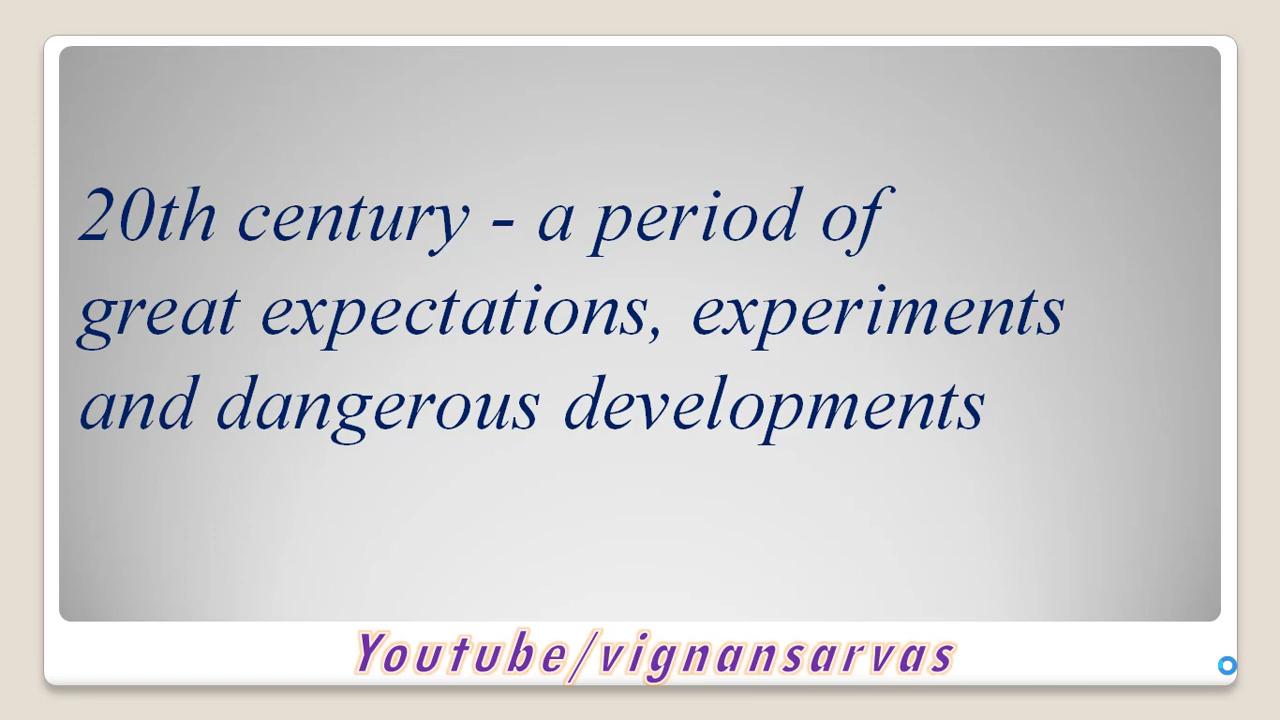 20th century - a period of
great expectations, experiments
and dangerous developments
Youtube/vignansarvas